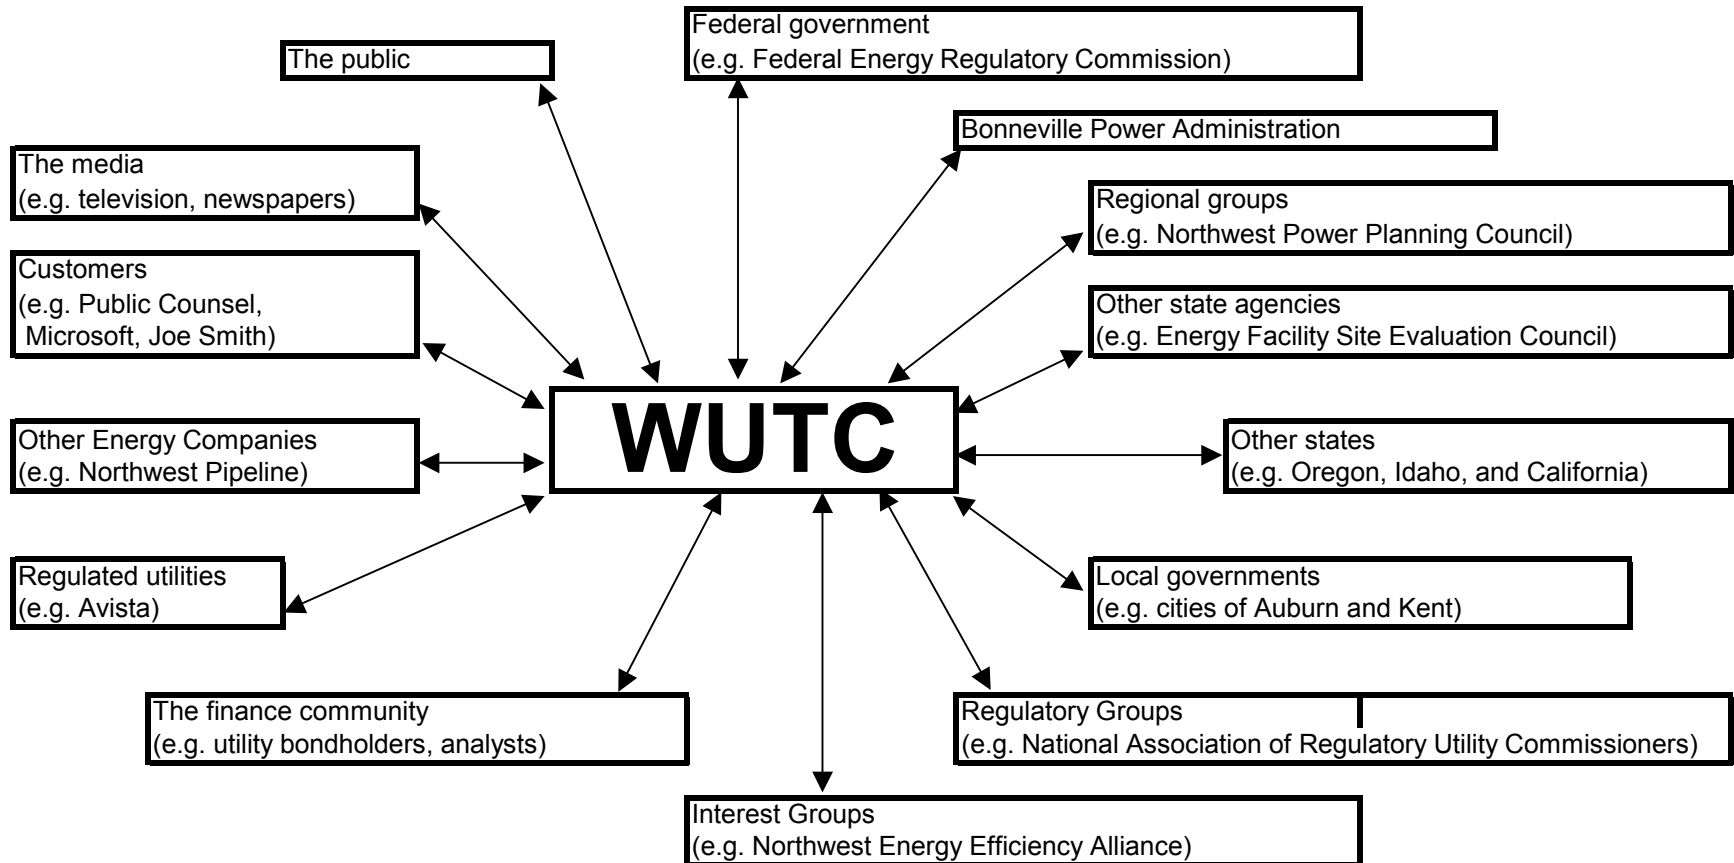 Federal government
(e.g. Federal Energy Regulatory Commission)
The public
Bonneville Power Administration
The media
(e.g. television, newspapers)
Regional groups
(e.g. Northwest Power Planning Council)
Customers
(e.g. Public Counsel,
Microsoft, Joe Smith)
Other state agencies
(e.g. Energy Facility Site Evaluation Council)
WUTC
Other Energy Companies
(e.g. Northwest Pipeline)
Other states
(e.g. Oregon, Idaho, and California)
Regulated utilities
(e.g. Avista)
Local governments
(e.g. cities of Auburn and Kent)
The finance community
(e.g. utility bondholders, analysts)
Regulatory Groups
(e.g. National Association of Regulatory Utility Commissioners)
Interest Groups
(e.g. Northwest Energy Efficiency Alliance)